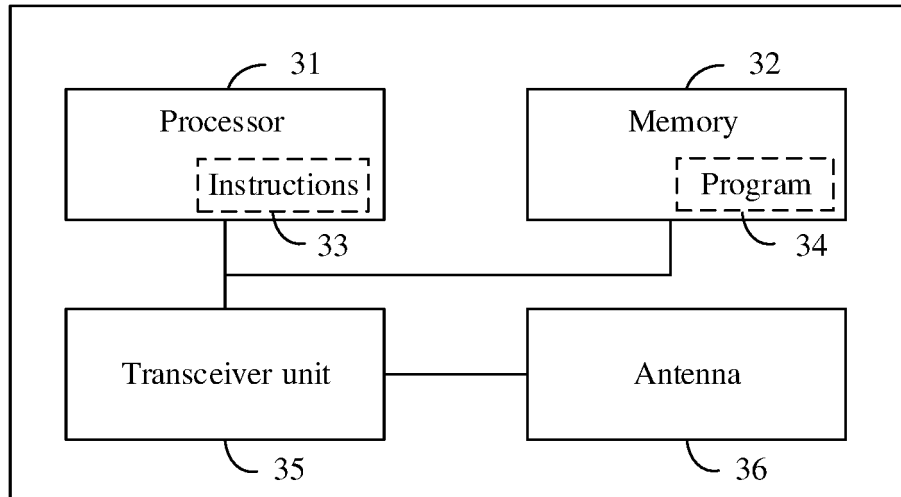 31
32
Processor
Memory
Instructions
Program
33
34
Transceiver unit
Antenna
35
36